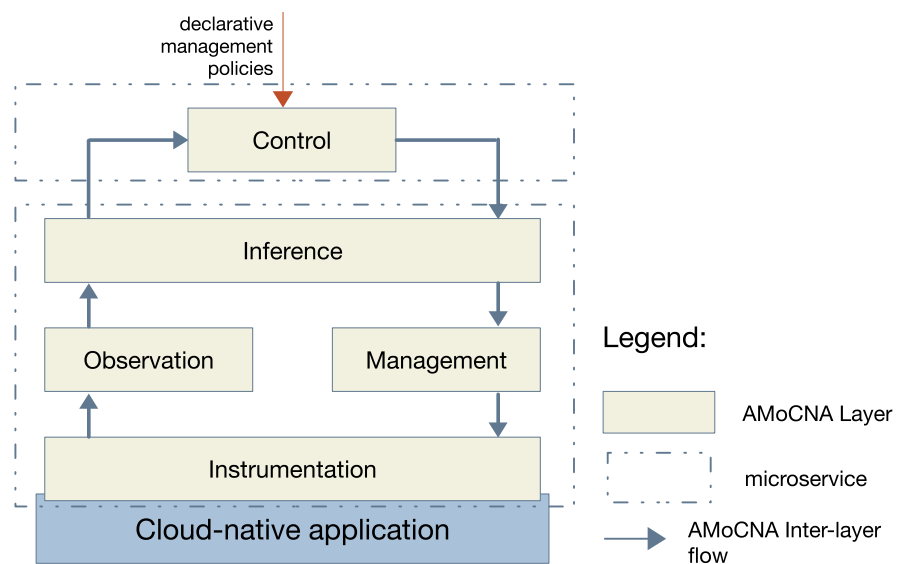 declarative
management
policies
Control
Inference
Observation
Management
Instrumentation
Cloud-native application
Legend:
AMoCNA Layer
microservice
AMoCNA Inter-layer
flow